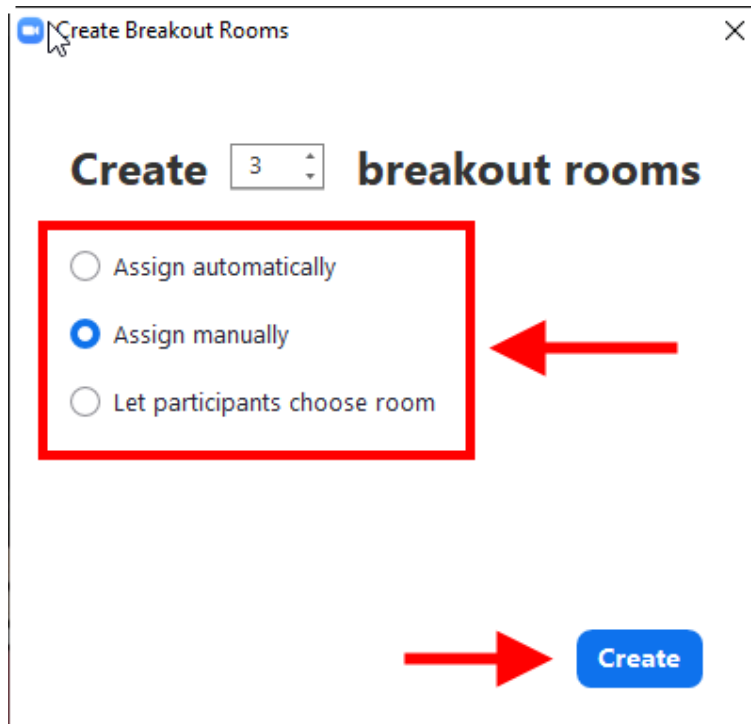 Create Breakout Rooms
Create 3 breakout rooms
Assign automatically
Assign manually
Let participants choose room
Create